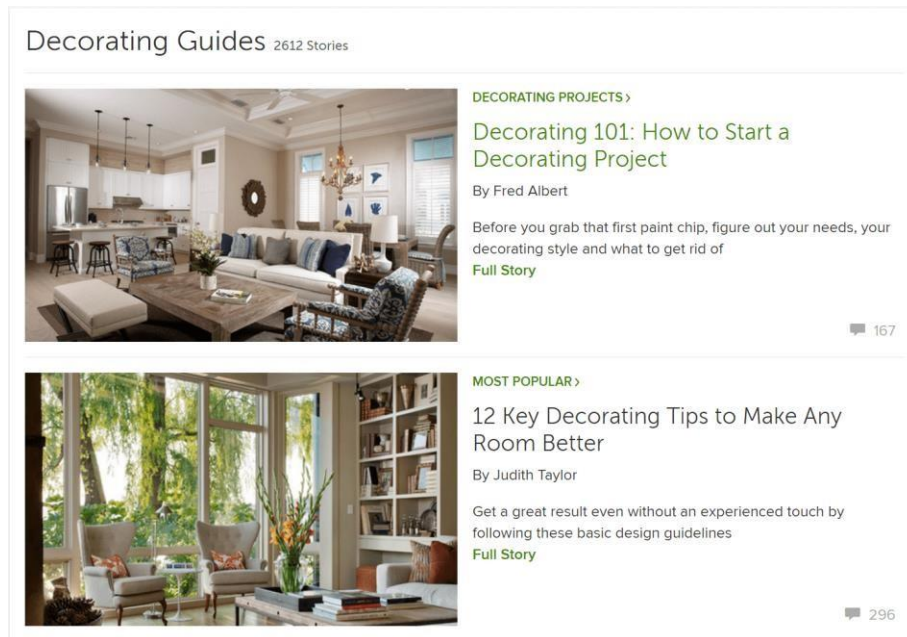 Decorating Guides 2612 Stories
DECORATING PROJECTS ›
Decorating 101: How to Start a
Decorating Project
By Fred Albert
Before you grab that first paint chip, figure out your needs, your
decorating style and what to get rid of
Full Story
167
MOST POPULAR ›
12 Key Decorating Tips to Make Any
Room Better
By Judith Taylor
Get a great result even without an experienced touch by
following these basic design guidelines
Full Story
296